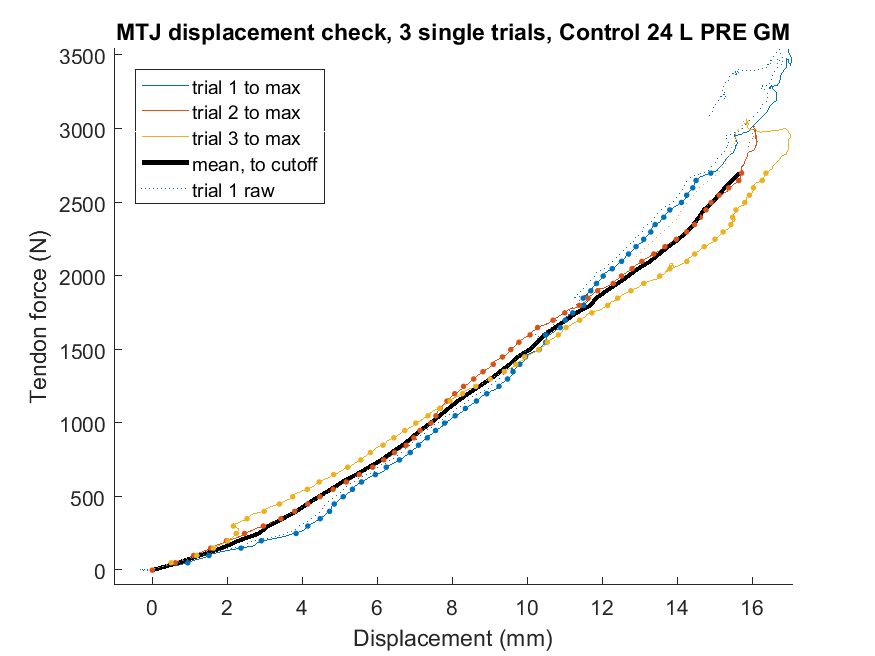 MTJ displacement check, 3 single trials, Control 24 L PRE GM
3500
trial 1 to max
trial 2 to max
trial 3 to max
mean, to cutoff
trial 1 raw
3000
2500
2000
1500
1000
500
0
Tendon force (N)
0 2 4 6 8 10 12 14 16
Displacement (mm)